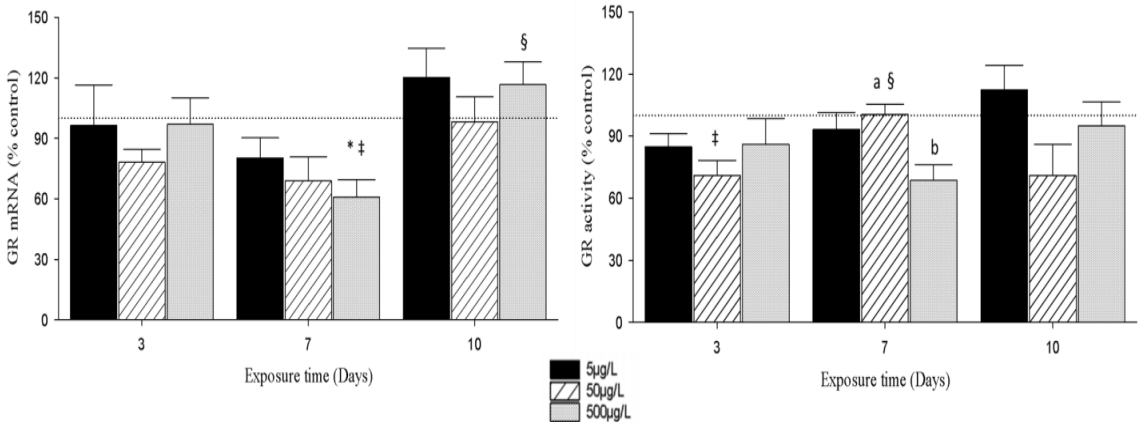 150
120
90
60
30
0
GR mRNA (% control)
* ‡
§
3 7 10
Exposure time (Days)
150
120
90
60
30
0
GR activity (% control)
‡
a §
b
3 7 10
Exposure time (Days)
5µg/L
50µg/L
500µg/L